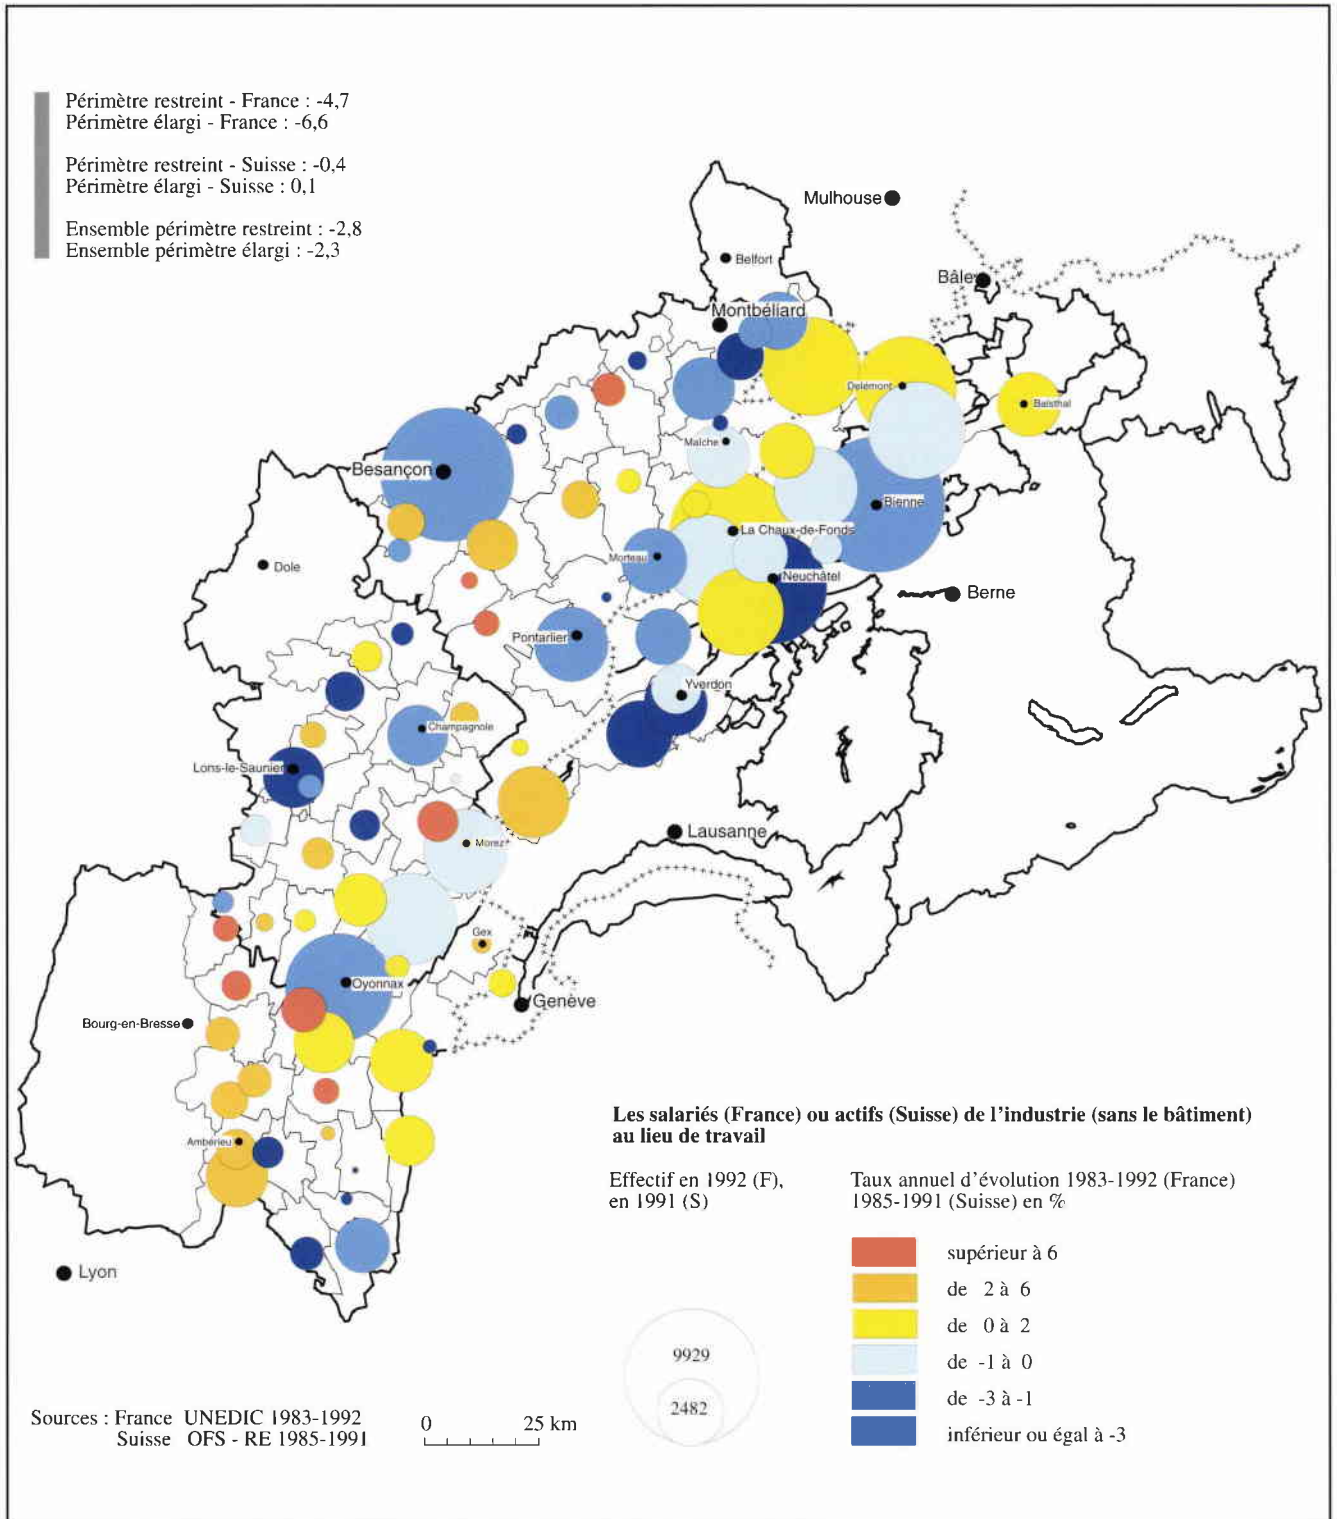 Périmètre restreint - France : -4,7
Périmètre élargi - France : -6,6
Périmètre restreint - Suisse : -0,4
Périmètre élargi - Suisse : 0,1
Ensemble périmètre restreint : -2,8
Ensemble périmètre élargi : -2,3
Mulhouse
Belfort
Bâle
Montbéliard
Delémont
Balsthal
Maîche
Besançon
Bienne
La Chaux-de-Fonds
Morteau
Dole
Neuchâtel
Berne
Pontarlier
Yverdon
Champagnole
Lons-le-Saunier
Lausanne
Morez
Gex
Oyonnax
Genève
Bourg-en-Bresse
Ambérieu
Lyon
Les salariés (France) ou actifs (Suisse) de l'industrie (sans le bâtiment)
au lieu de travail
Effectif en 1992 (F),
en 1991 (S)
9929
2482
Taux annuel d'évolution 1983-1992 (France)
1985-1991 (Suisse) en %
supérieur à 6
de 2 à 6
de 0 à 2
de -1 à 0
de -3 à -1
inférieur ou égal à -3
Sources : France UNEDIC 1983-1992
Suisse OFS - RE 1985-1991
0 25 km